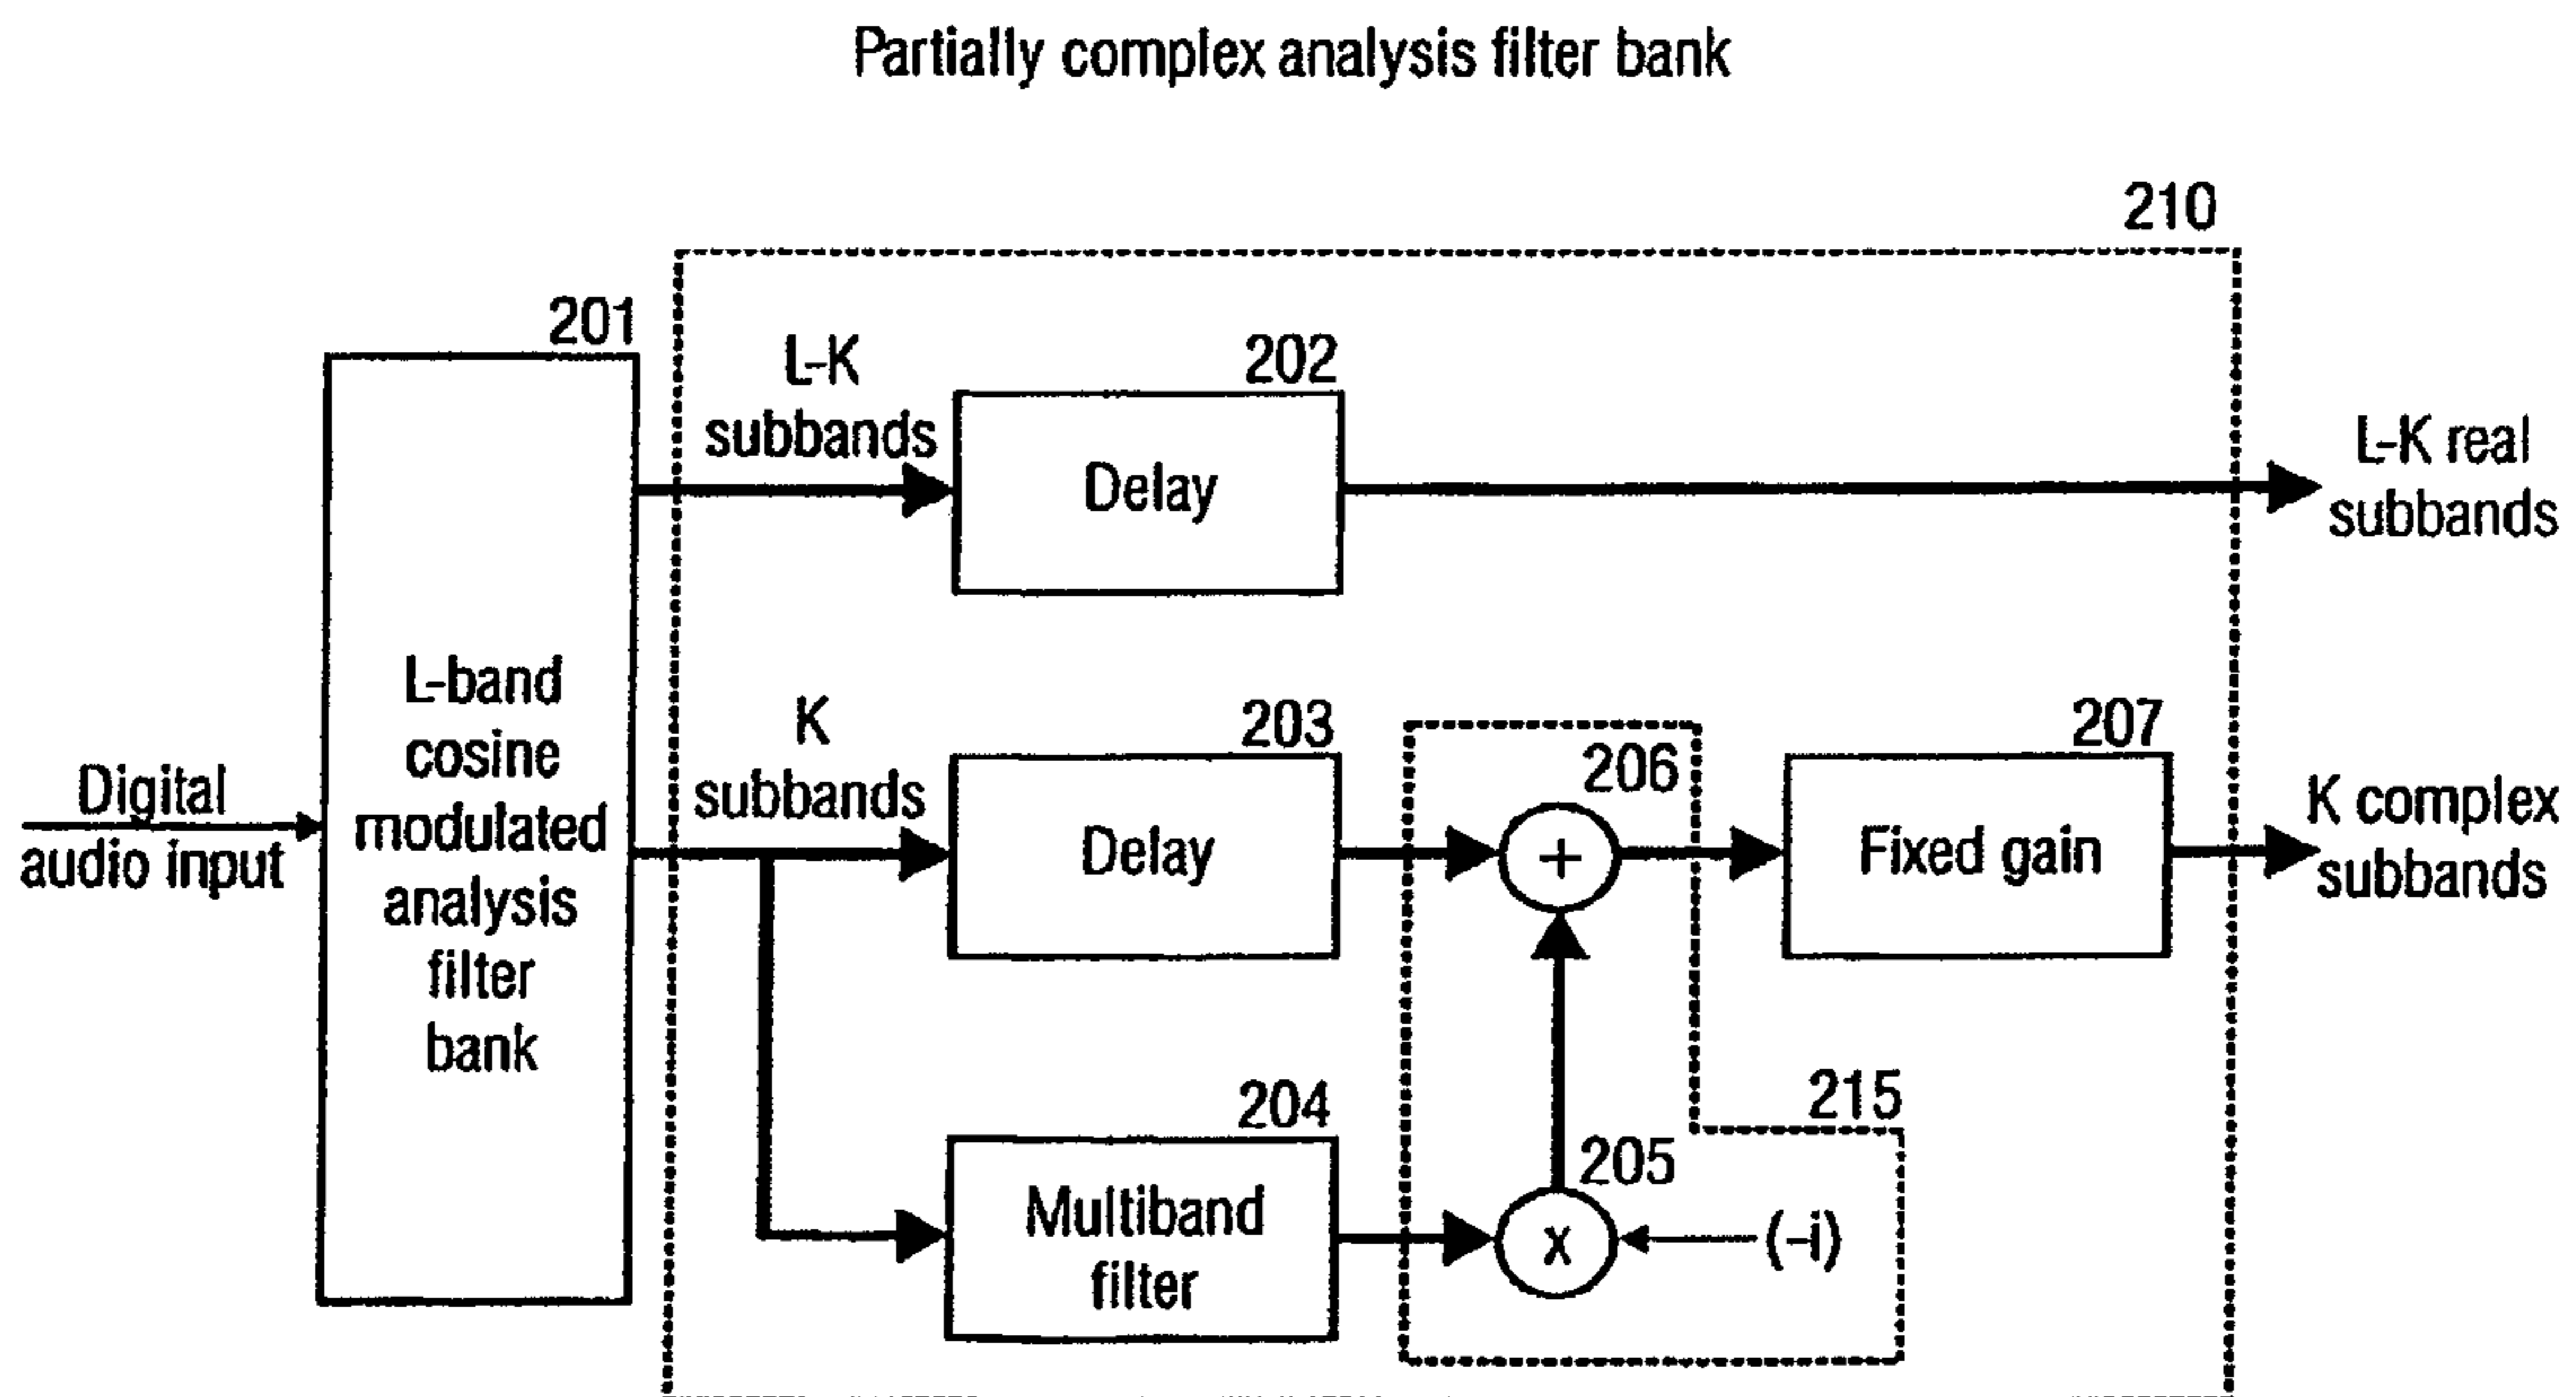 Partially complex analysis filter bank
210
201
L-K
subbands
202
Delay
L-K real
subbands
Digital
audio input
L-band
cosine
modulated
analysis
filter
bank
K
subbands
203
Delay
206
+
207
Fixed gain
K complex
subbands
204
Multiband
filter
205
x
(-i)
215